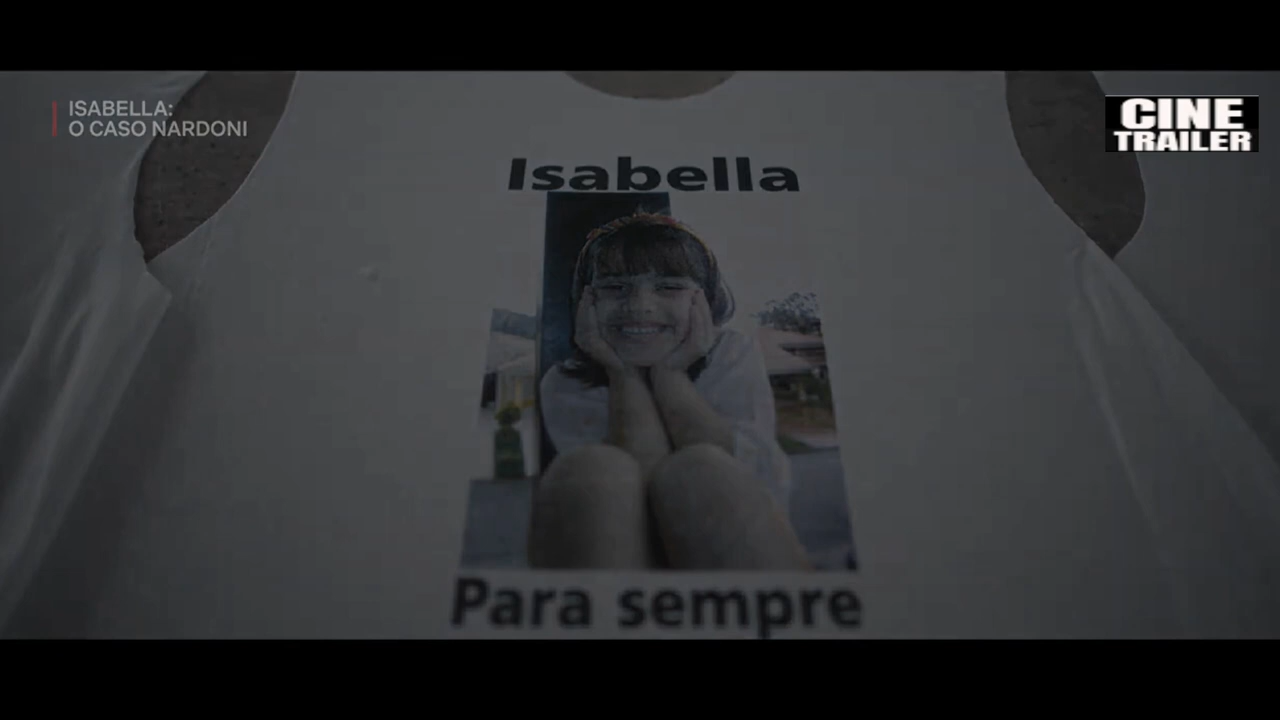 ISABELLA:
O CASO NARDONI
CINE
TRAILER
Isabella
Para sempre